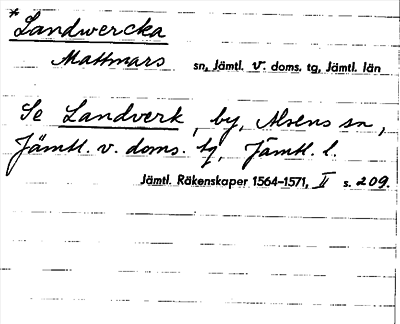 * Landwercka
Mattmars sn, Jämtl. v. doms. tg, Jämtl. län
Se Landverk, by, Alsens sn,
Jämtl. v. doms. tg, Jämtl. l.
Jämtl. Räkenskaper 1564-1571, II s. 209.